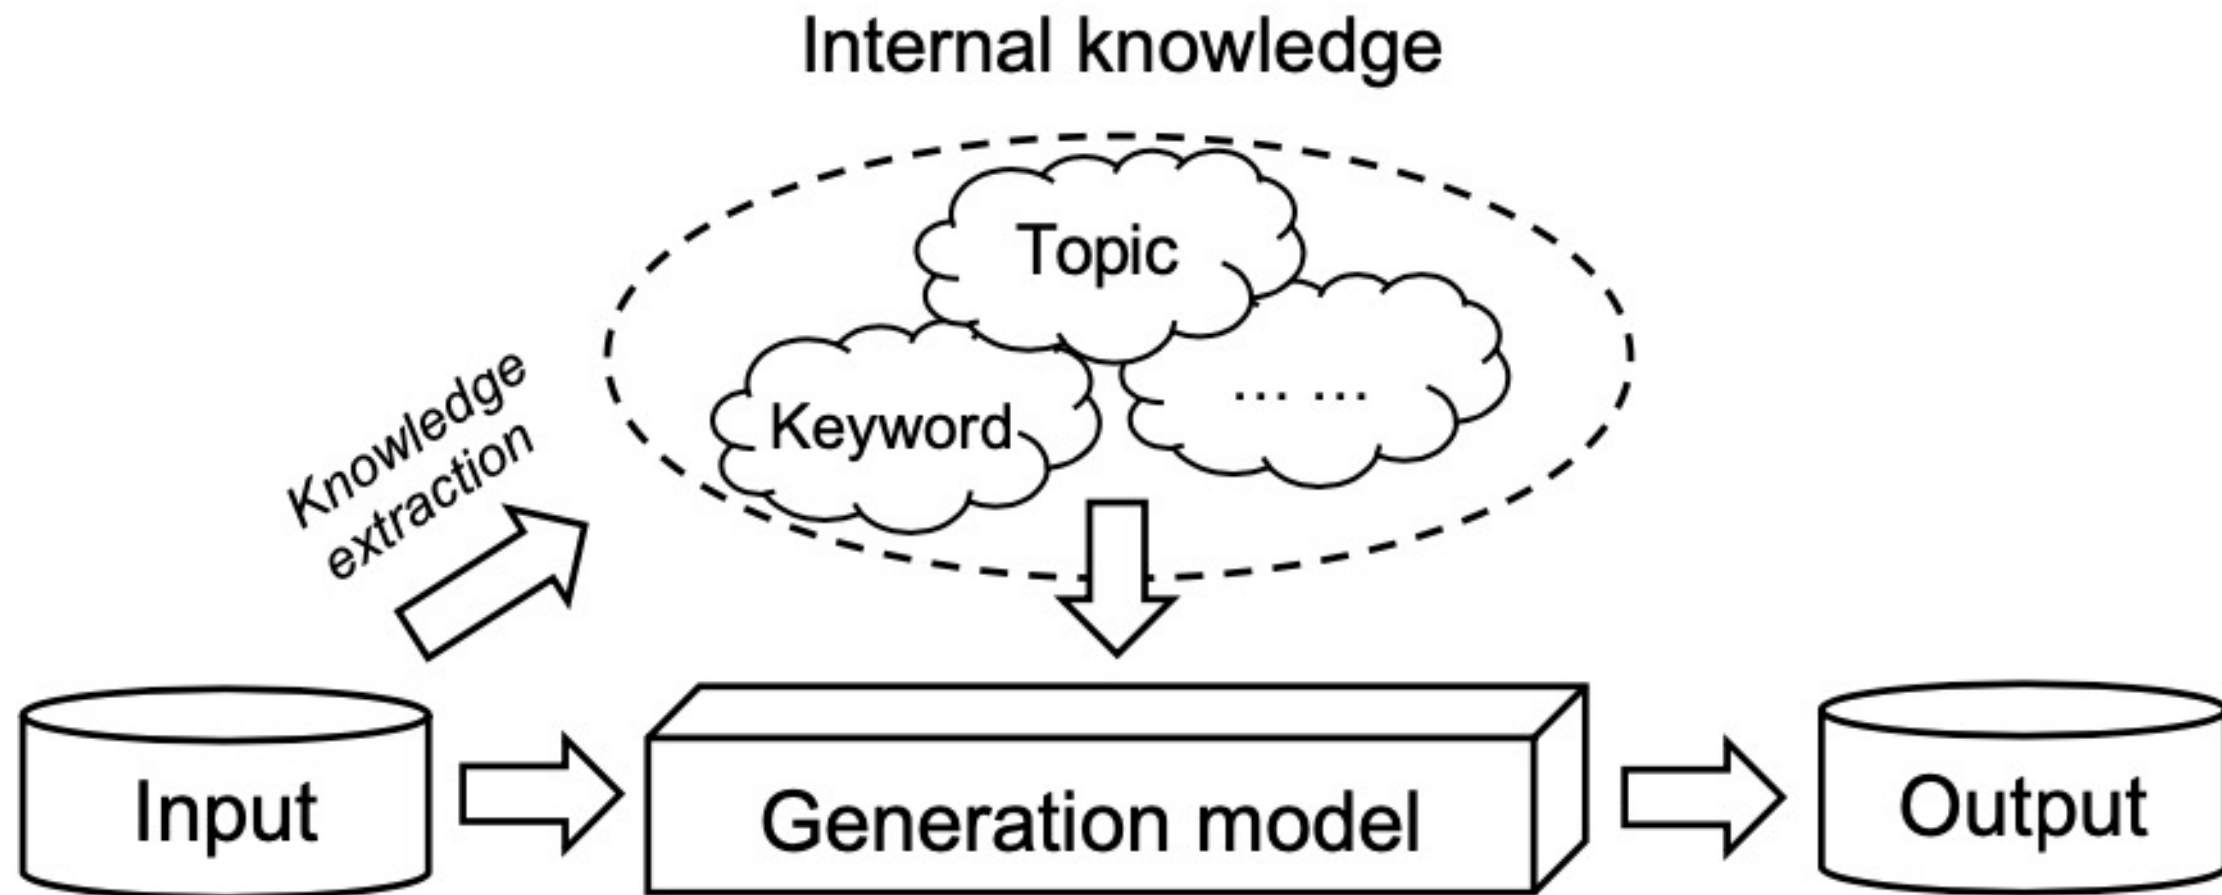 Internal knowledge
Topic
Keyword
... ...
Knowledge
extraction
Input
Generation model
Output